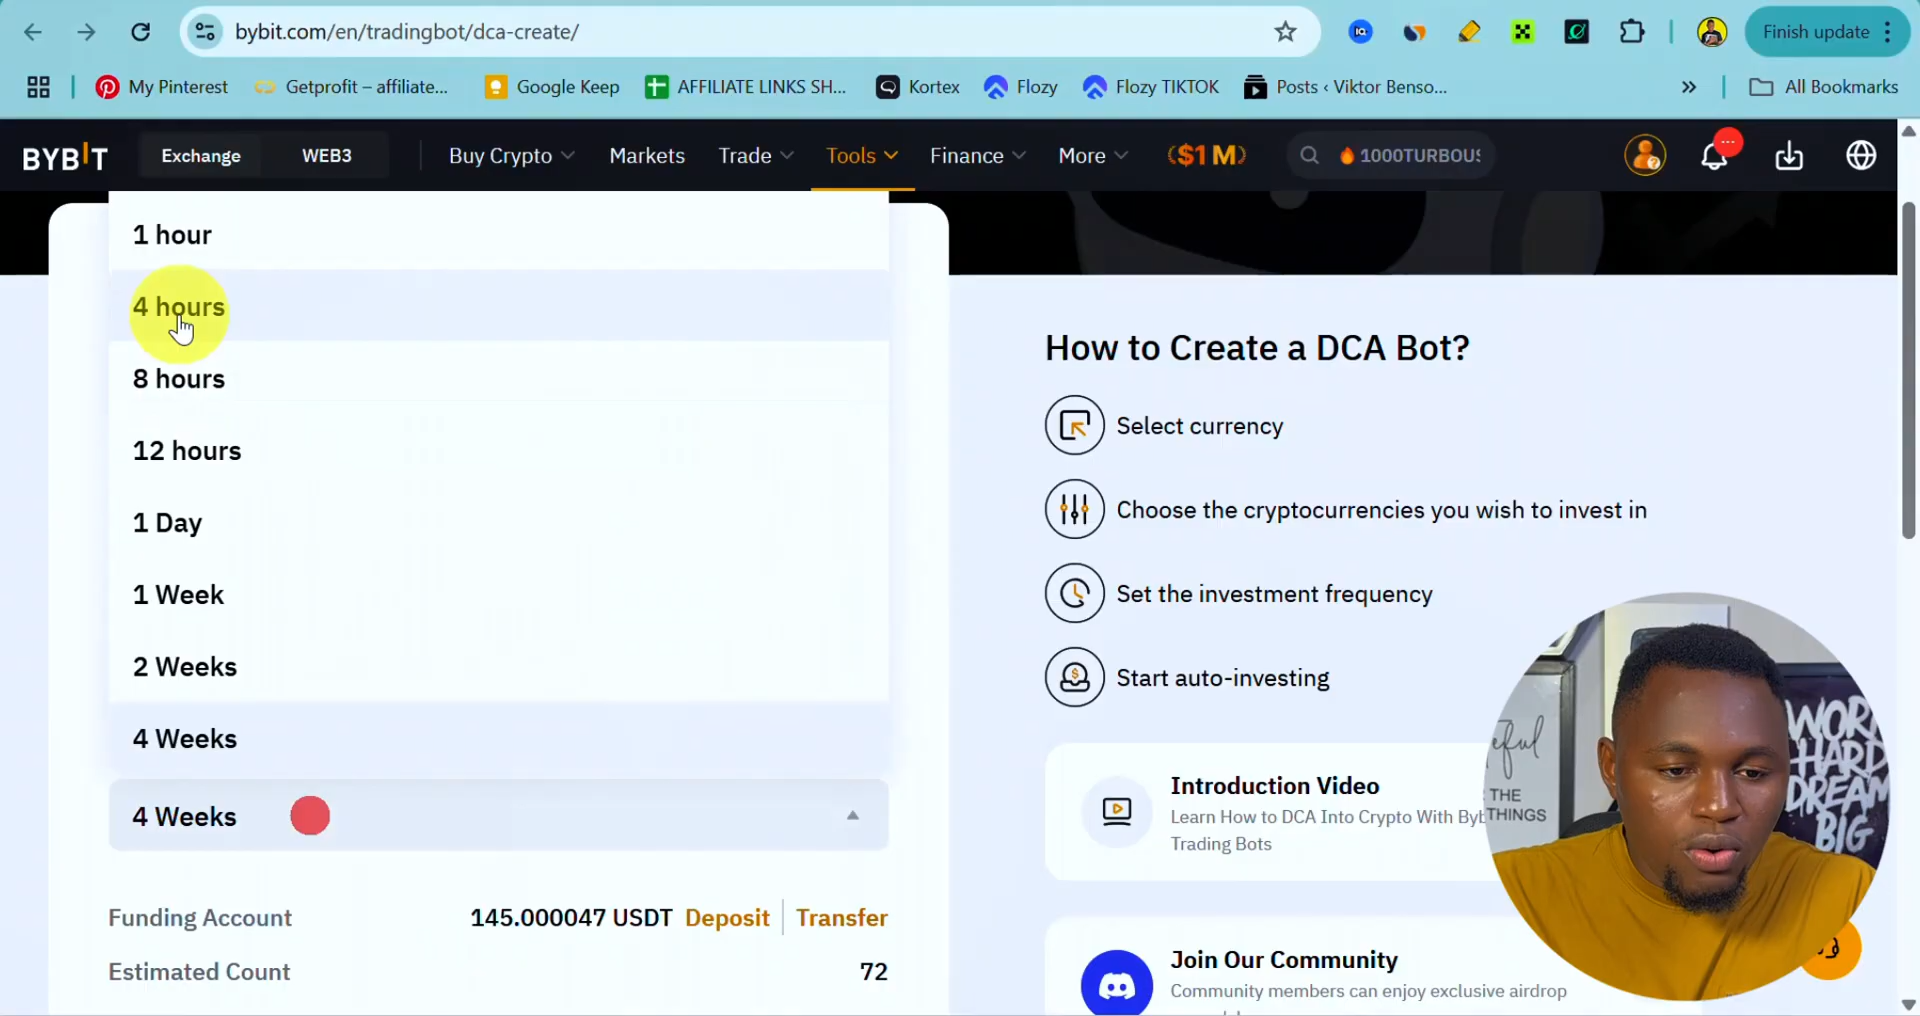 bybit.com/en/tradingbot/dca-create/
Finish update
My Pinterest
Getprofit – affiliate...
Google Keep
AFFILIATE LINKS SH...
Kortex
Flozy
Flozy TIKTOK
Posts ‹ Viktor Benso...
»
All Bookmarks
BYBIT
Exchange
WEB3
Buy Crypto
Markets
Trade
Tools
Finance
More
($1 M)
1000TURBOUS
1 hour
4 hours
8 hours
12 hours
1 Day
1 Week
2 Weeks
4 Weeks
4 Weeks
Funding Account
145.000047 USDT
Deposit
Transfer
Estimated Count
72
How to Create a DCA Bot?
Select currency
Choose the cryptocurrencies you wish to invest in
Set the investment frequency
Start auto-investing
Introduction Video
Learn How to DCA Into Crypto With Byb
Trading Bots
Join Our Community
Community members can enjoy exclusive airdrop
THE
THINGS
WORK
HARD
DREAM
BIG